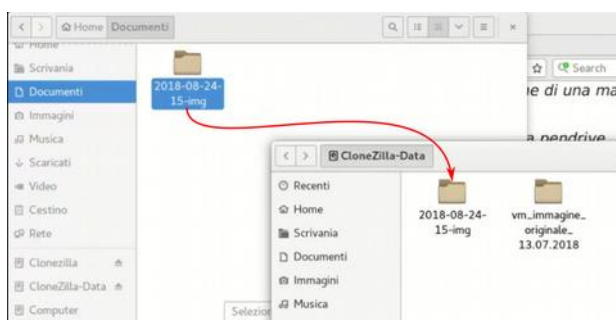 Home Documenti
Home
Scrivania
Documenti
Immagini
Musica
Scaricati
Video
Cestino
Rete
Clonezilla
CloneZilla-Data
Computer
2018-08-24-
15-img
Search
e di una ma
a pendrive
CloneZilla-Data
Recenti
Home
Scrivania
Documenti
Immagini
Musica
2018-08-24-
15-img
vm_immagine_
originale_
13.07.2018
Selezion